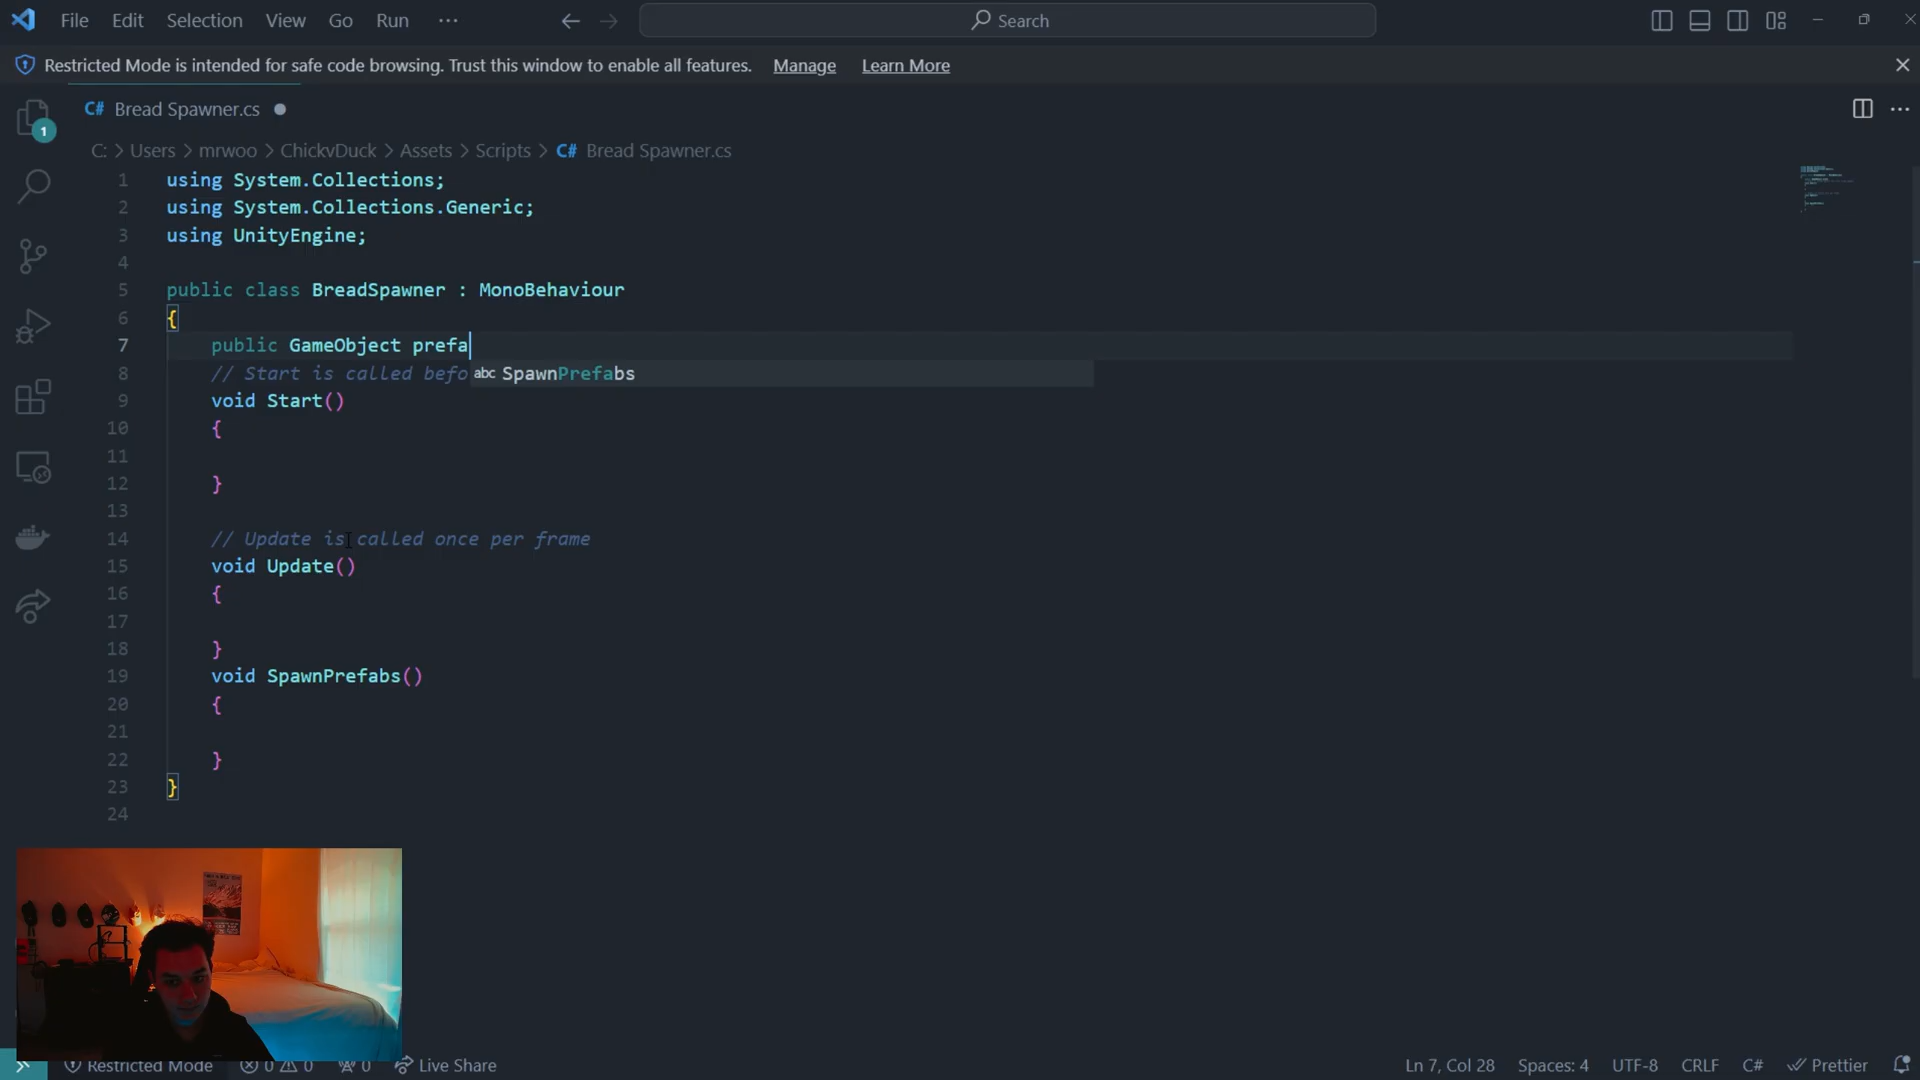 File Edit Selection View Go Run ··· Search
Restricted Mode is intended for safe code browsing. Trust this window to enable all features. Manage Learn More
C# Bread Spawner.cs
1
C: > Users > mrwoo > ChickvDuck > Assets > Scripts > C# Bread Spawner.cs
1 using System.Collections;
2 using System.Collections.Generic;
3 using UnityEngine;
4
5 public class BreadSpawner : MonoBehaviour
6 {
7 public GameObject prefa
8 // Start is called befo abc SpawnPrefabs
9 void Start()
10 {
11
12 }
13
14 // Update is called once per frame
15 void Update()
16 {
17
18 }
19 void SpawnPrefabs()
20 {
21
22 }
23 }
24
Restricted Mode 0 0 0 Live Share Ln 7, Col 28 Spaces: 4 UTF-8 CRLF C# Prettier